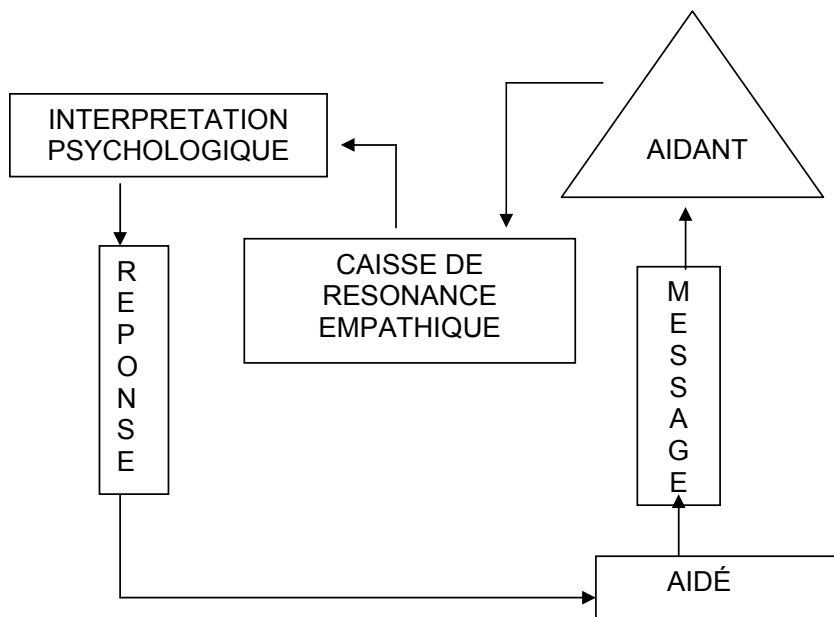 INTERPRETATION
PSYCHOLOGIQUE
AIDANT
CAISSE DE
RESONANCE
EMPATHIQUE
R
E
P
O
N
S
E
M
E
S
S
A
G
E
AIDÉ